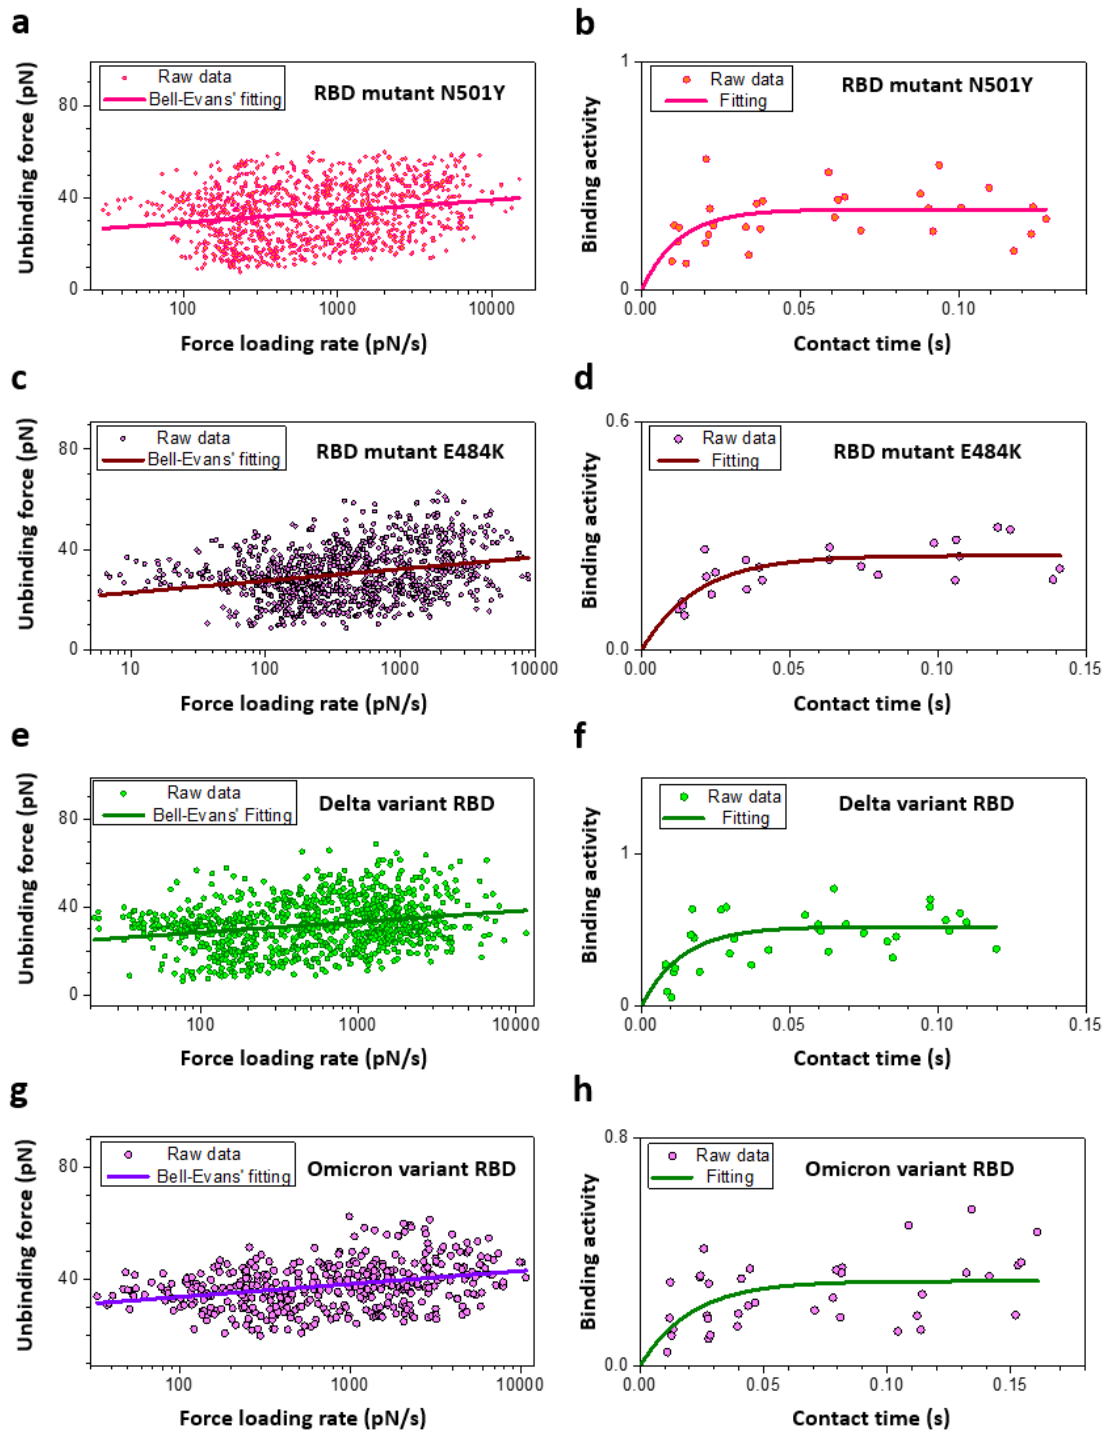 a
Unbinding force (pN)
80
40
0
Raw data
Bell-Evans' fitting
RBD mutant N501Y
100
1000
10000
Force loading rate (pN/s)
b
Binding activity
1
0
Raw data
Fitting
RBD mutant N501Y
0.00
0.05
0.10
Contact time (s)
c
Unbinding force (pN)
80
40
0
Raw data
Bell-Evans' fitting
RBD mutant E484K
10
100
1000
10000
Force loading rate (pN/s)
d
Binding activity
0.6
0.0
Raw data
Fitting
RBD mutant E484K
0.00
0.05
0.10
0.15
Contact time (s)
e
Unbinding force (pN)
80
40
0
Raw data
Bell-Evans' Fitting
Delta variant RBD
100
1000
10000
Force loading rate (pN/s)
f
Binding activity
1
0
Raw data
Fitting
Delta variant RBD
0.00
0.05
0.10
0.15
Contact time (s)
g
Unbinding force (pN)
80
40
Raw data
Bell-Evans' fitting
Omicron variant RBD
100
1000
10000
Force loading rate (pN/s)
h
Binding activity
0.8
0.0
Raw data
Fitting
Omicron variant RBD
0.00
0.05
0.10
0.15
Contact time (s)